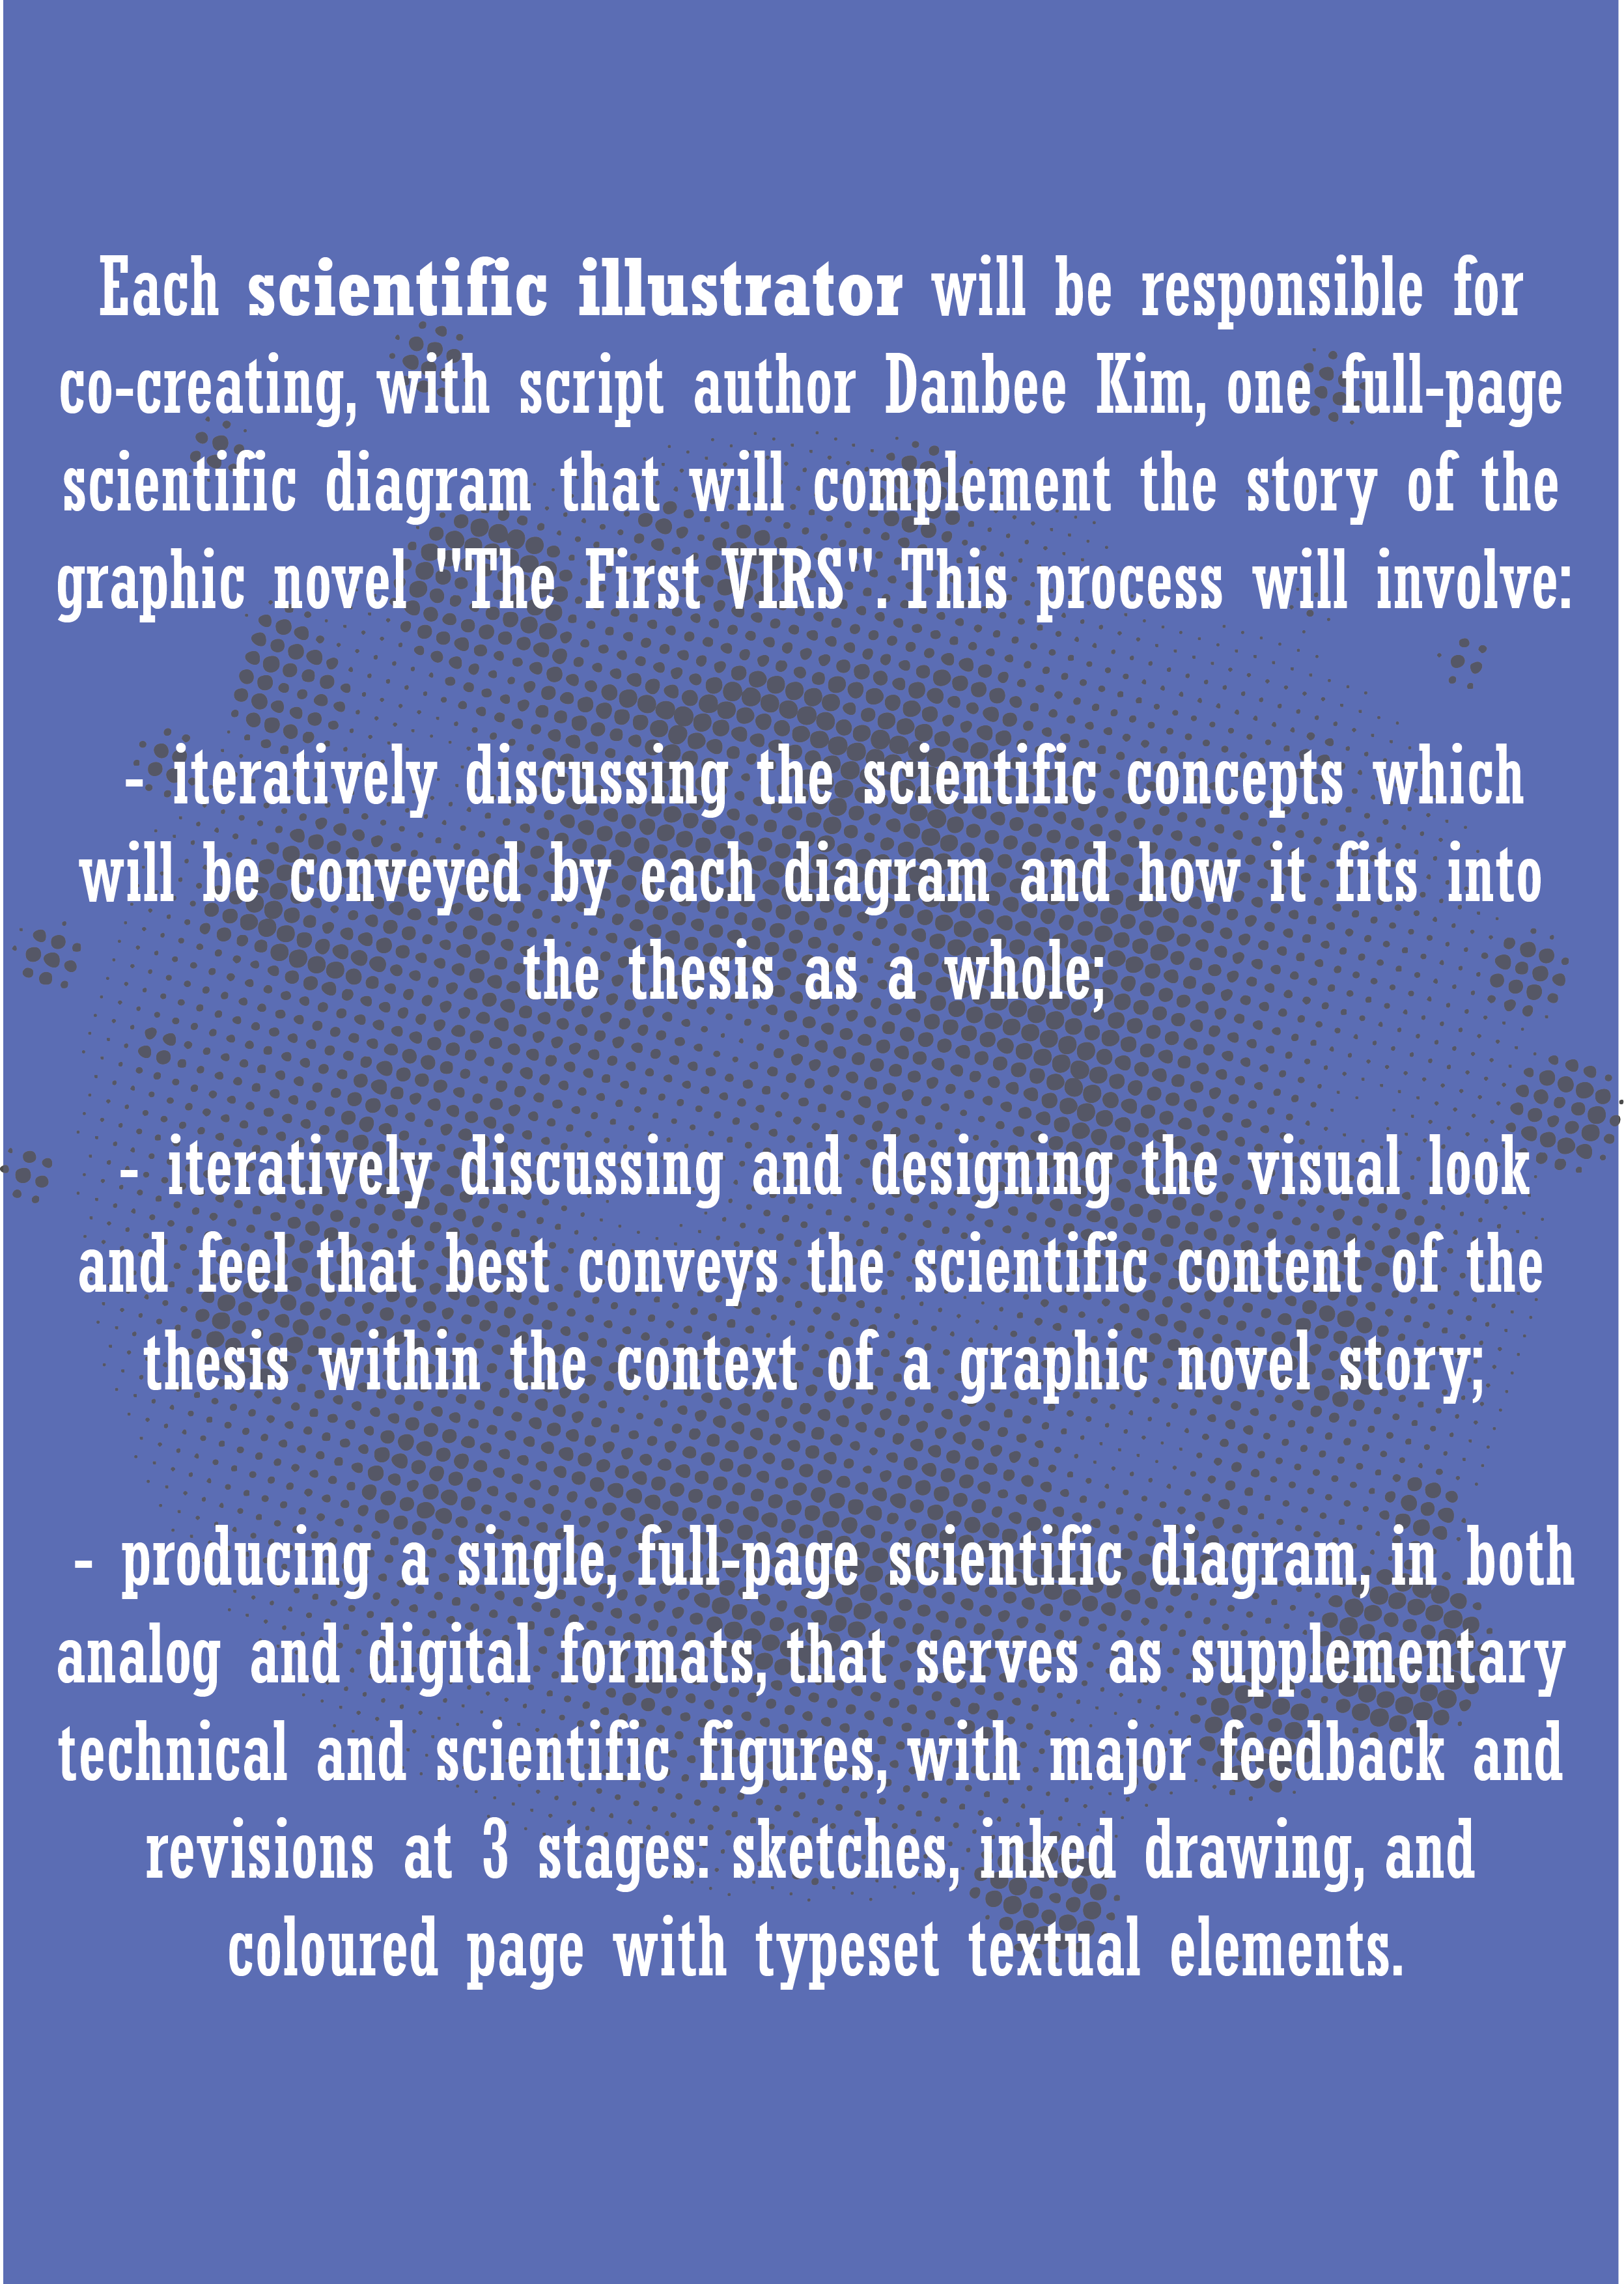 Each scientific illustrator will be responsible for
co-creating, with script author Danbee Kim, one full-page
scientific diagram that will complement the story of the
graphic novel "The First VIRS". This process will involve:
- iteratively discussing the scientific concepts which
will be conveyed by each diagram and how it fits into
the thesis as a whole;
- iteratively discussing and designing the visual look
and feel that best conveys the scientific content of the
thesis within the context of a graphic novel story;
- producing a single, full-page scientific diagram, in both
analog and digital formats, that serves as supplementary
technical and scientific figures, with major feedback and
revisions at 3 stages: sketches, inked drawing, and
coloured page with typeset textual elements.